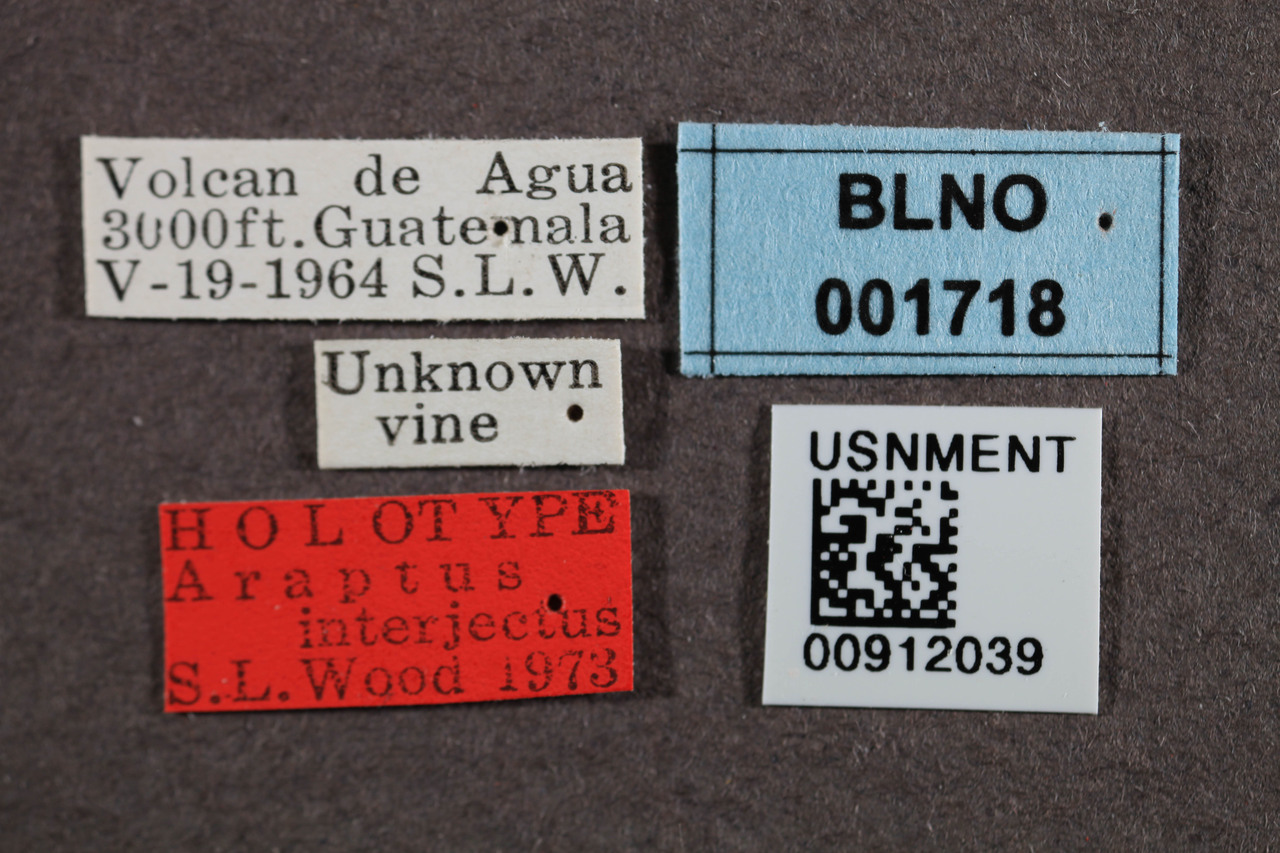 Volcan de Agua
3000ft. Guatemala
V-19-1964 S.L.W.
Unknown
vine
HOLOTYPE
Araptus
interjectus
S.L. Wood 1973
BLNO
001718
USNMENT
00912039